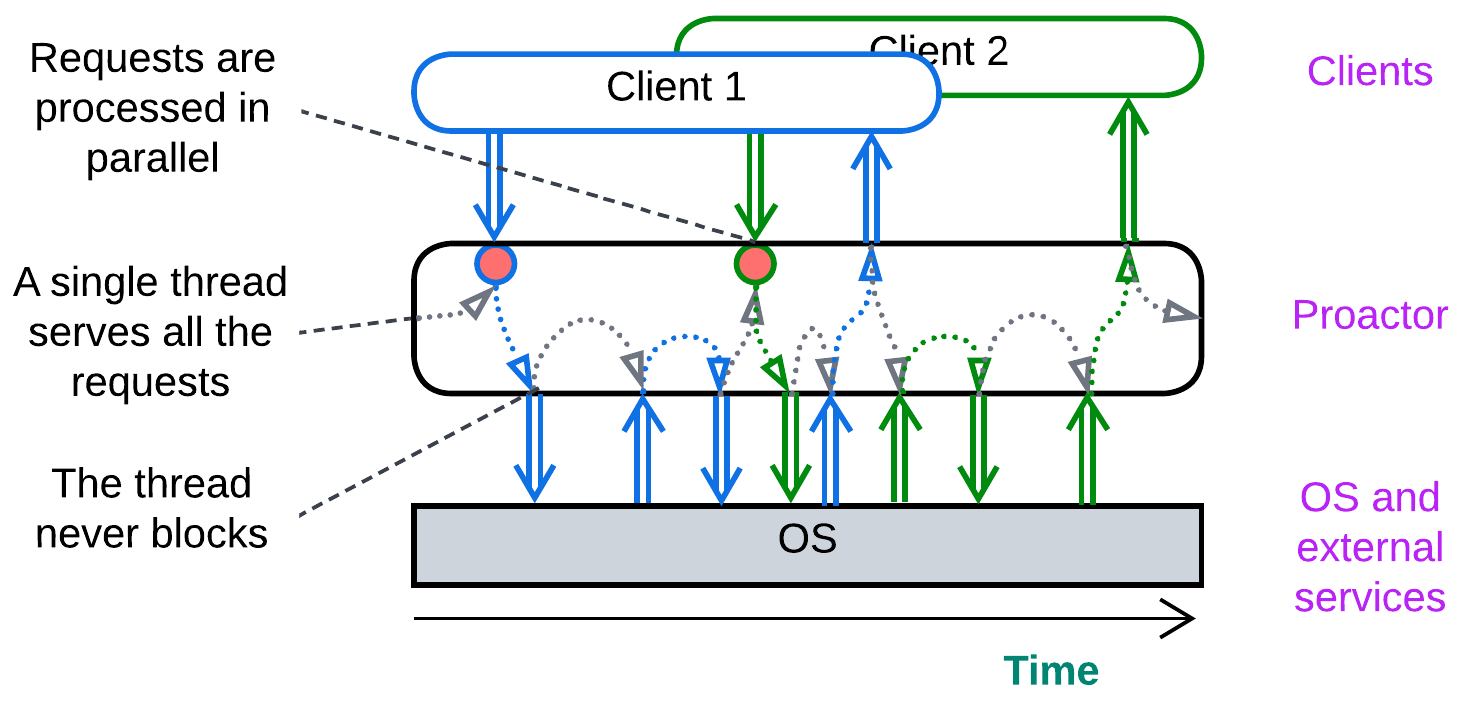 Requests are
processed in
parallel
A single thread
serves all the
requests
The thread
never blocks
Client 2
Client 1
OS
Time
Clients
Proactor
OS and
external
services